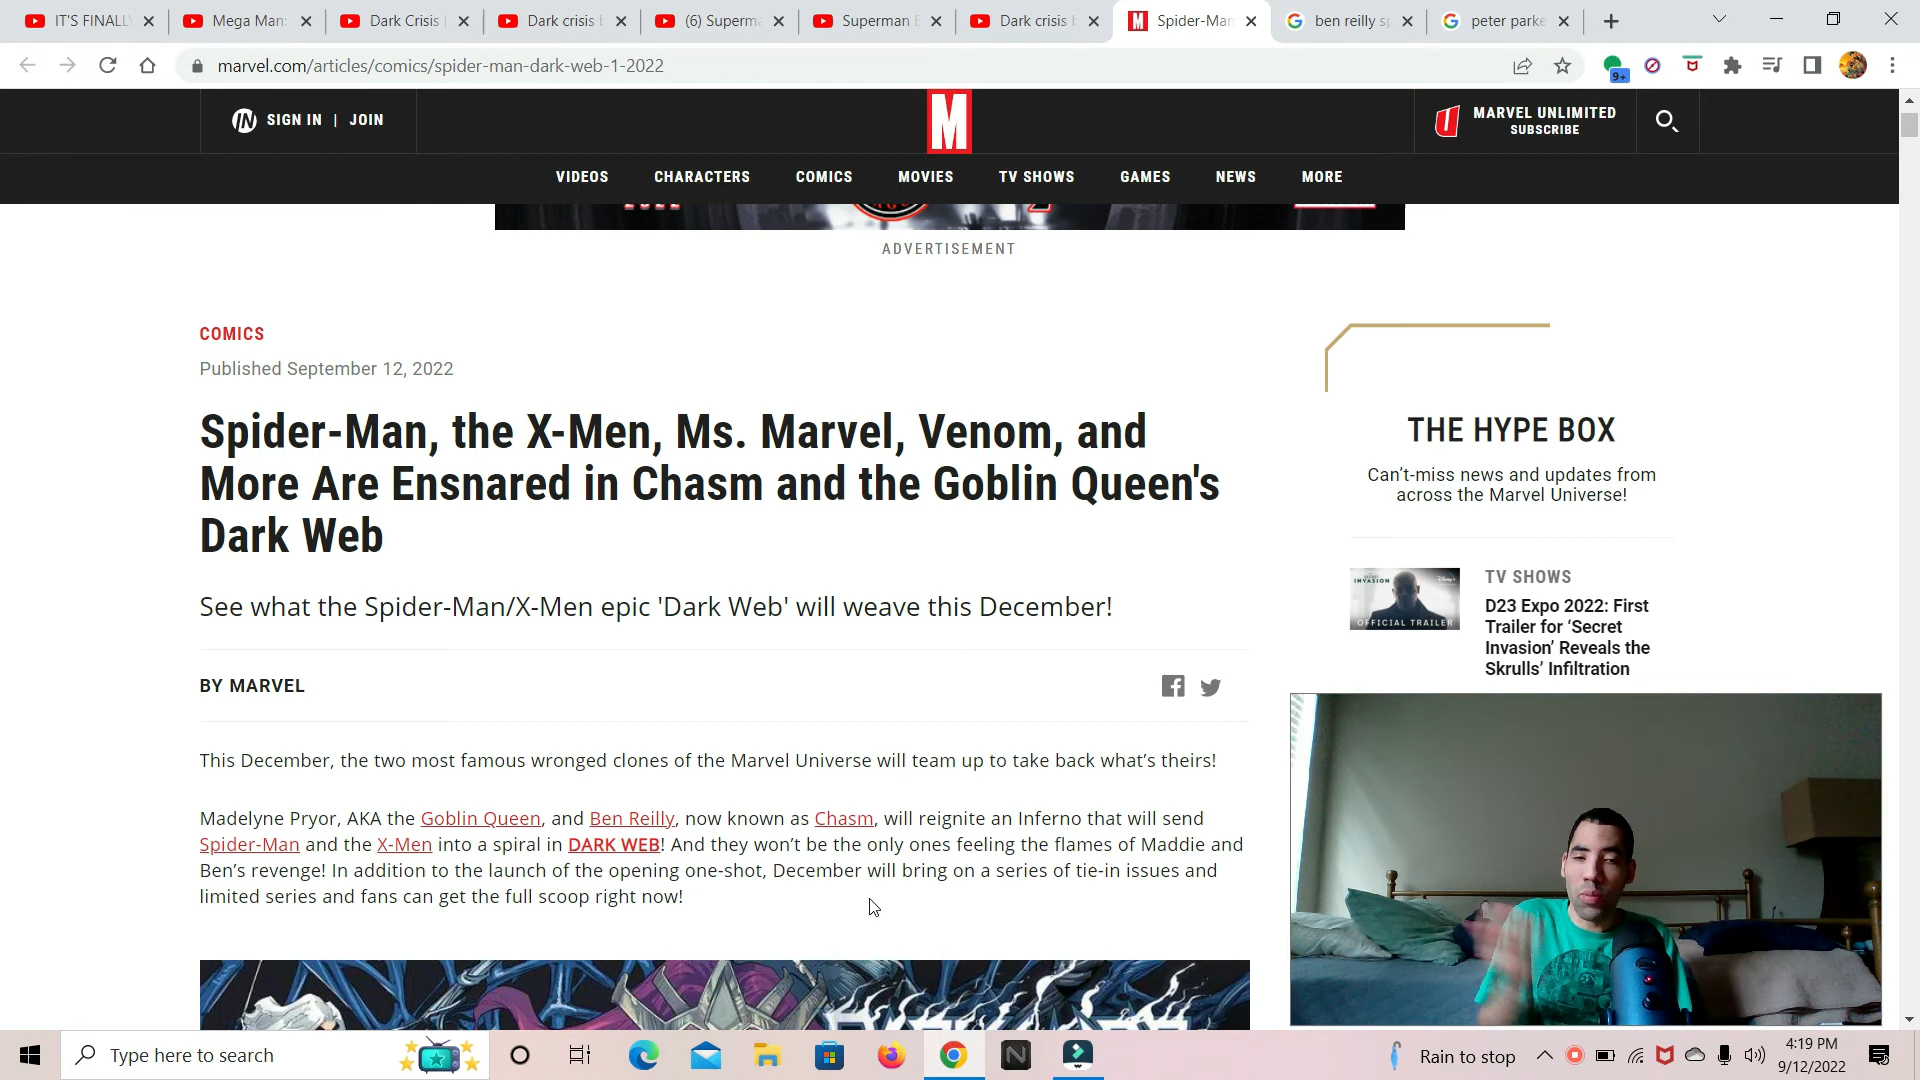 IT'S FINALL
Mega Man
Dark Crisis
Dark crisis
(6) Superm
Superman
Dark crisis
Spider-Man
ben reilly sp
peter parke
marvel.com/articles/comics/spider-man-dark-web-1-2022
9+
SIGN IN | JOIN
MARVEL UNLIMITED
SUBSCRIBE
VIDEOS CHARACTERS COMICS MOVIES TV SHOWS GAMES NEWS MORE
ADVERTISEMENT
COMICS
Published September 12, 2022
Spider-Man, the X-Men, Ms. Marvel, Venom, and
More Are Ensnared in Chasm and the Goblin Queen's
Dark Web
See what the Spider-Man/X-Men epic 'Dark Web' will weave this December!
BY MARVEL
This December, the two most famous wronged clones of the Marvel Universe will team up to take back what’s theirs!
Madelyne Pryor, AKA the Goblin Queen, and Ben Reilly, now known as Chasm, will reignite an Inferno that will send
Spider-Man and the X-Men into a spiral in DARK WEB! And they won’t be the only ones feeling the flames of Maddie and
Ben’s revenge! In addition to the launch of the opening one-shot, December will bring on a series of tie-in issues and
limited series and fans can get the full scoop right now!
THE HYPE BOX
Can’t-miss news and updates from
across the Marvel Universe!
INVASION
OFFICIAL TRAILER
TV SHOWS
D23 Expo 2022: First
Trailer for ‘Secret
Invasion’ Reveals the
Skrulls’ Infiltration
Type here to search
Rain to stop
4:19 PM
9/12/2022